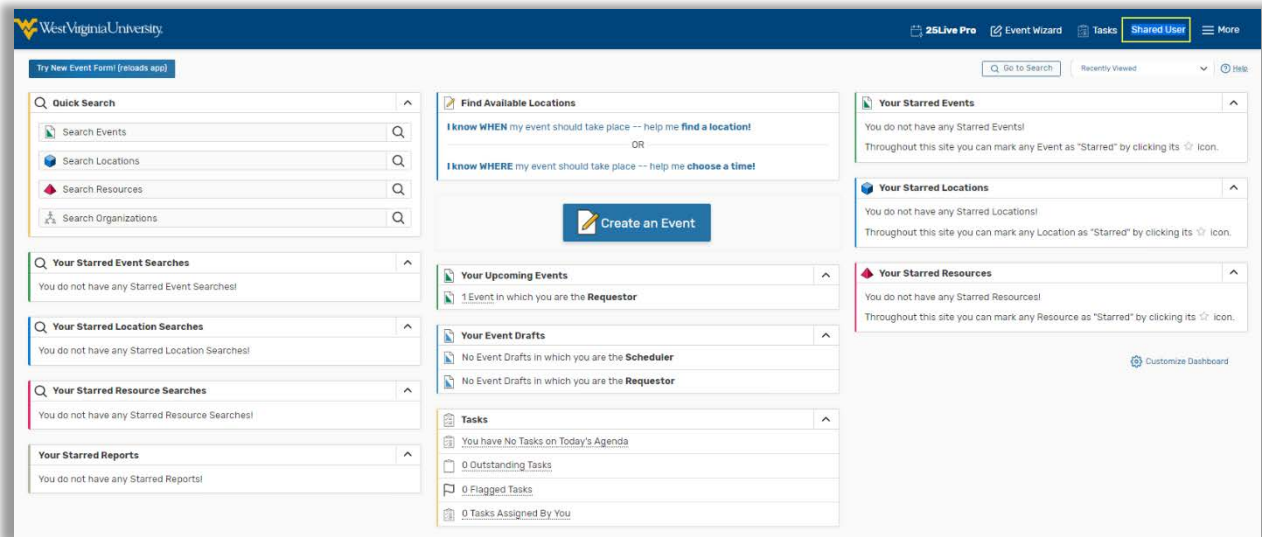 West Virginia University.
25Live Pro Event Wizard Tasks Shared User More
Try New Event Form! (reloads app)
Go to Search Recently Viewed Help
Quick Search
Search Events
Search Locations
Search Resources
Search Organizations
Your Starred Event Searches
You do not have any Starred Event Searches!
Your Starred Location Searches
You do not have any Starred Location Searches!
Your Starred Resource Searches
You do not have any Starred Resource Searches!
Your Starred Reports
You do not have any Starred Reports!
Find Available Locations
I know WHEN my event should take place -- help me find a location!
OR
I know WHERE my event should take place -- help me choose a time!
Create an Event
Your Upcoming Events
1 Event in which you are the Requestor
Your Event Drafts
No Event Drafts in which you are the Scheduler
No Event Drafts in which you are the Requestor
Tasks
You have No Tasks on Today's Agenda
0 Outstanding Tasks
0 Flagged Tasks
0 Tasks Assigned By You
Your Starred Events
You do not have any Starred Events!
Throughout this site you can mark any Event as "Starred" by clicking its ☆ icon.
Your Starred Locations
You do not have any Starred Locations!
Throughout this site you can mark any Location as "Starred" by clicking its ☆ icon.
Your Starred Resources
You do not have any Starred Resources!
Throughout this site you can mark any Resource as "Starred" by clicking its ☆ icon.
Customize Dashboard